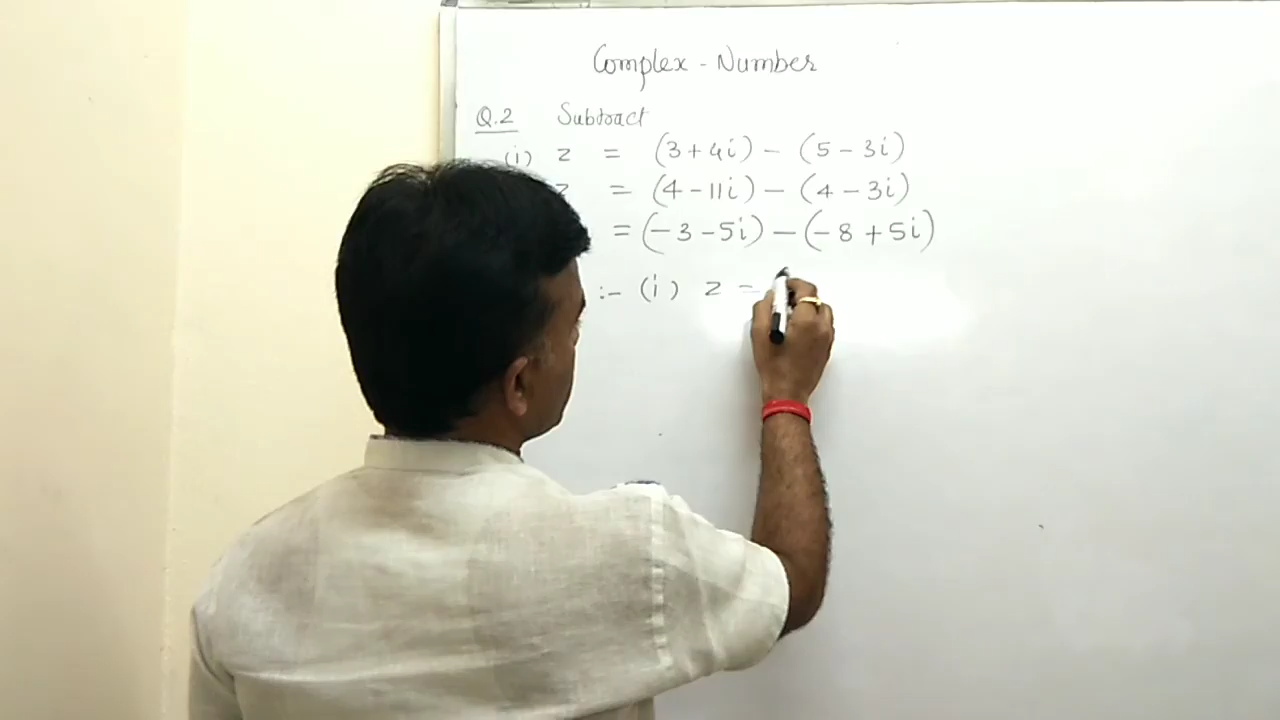 Complex - Number
Q.2 Subtract
(i) z = (3+4i) - (5-3i)
z = (4-11i) - (4-3i)
= (-3-5i) - (-8+5i)
:- (i) z =